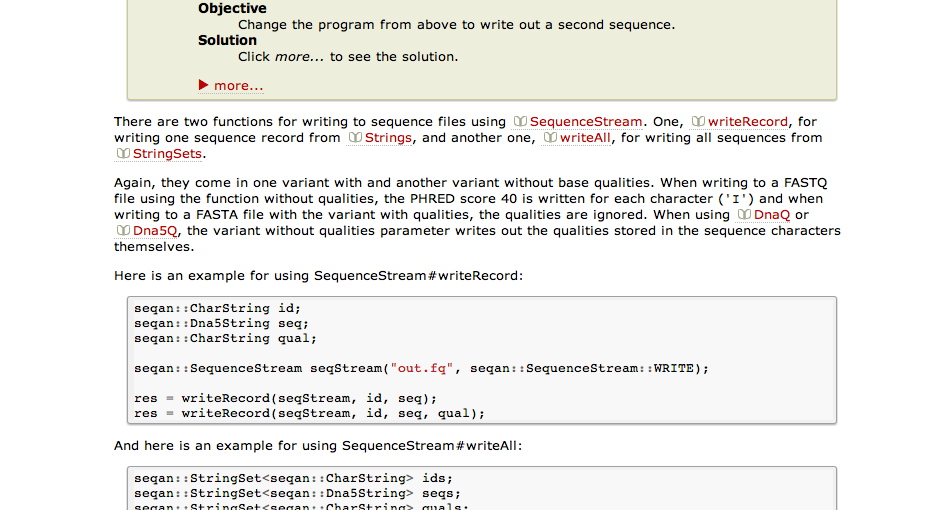 Objective
Change the program from above to write out a second sequence.
Solution
Click more... to see the solution.
more...
There are two functions for writing to sequence files using SequenceStream. One, writeRecord, for
writing one sequence record from Strings, and another one, writeAll, for writing all sequences from
StringSets.
Again, they come in one variant with and another variant without base qualities. When writing to a FASTQ
file using the function without qualities, the PHRED score 40 is written for each character ('I') and when
writing to a FASTA file with the variant with qualities, the qualities are ignored. When using DnaQ or
Dna5Q, the variant without qualities parameter writes out the qualities stored in the sequence characters
themselves.
Here is an example for using SequenceStream#writeRecord:
seqan::CharString id;
seqan::Dna5String seq;
seqan::CharString qual;
seqan::SequenceStream seqStream("out.fq", seqan::SequenceStream::WRITE);
res = writeRecord(seqStream, id, seq);
res = writeRecord(seqStream, id, seq, qual);
And here is an example for using SequenceStream#writeAll:
seqan::StringSet<seqan::CharString> ids;
seqan::StringSet<seqan::Dna5String> seqs;
seqan::StringSet<seqan::CharString> quals;